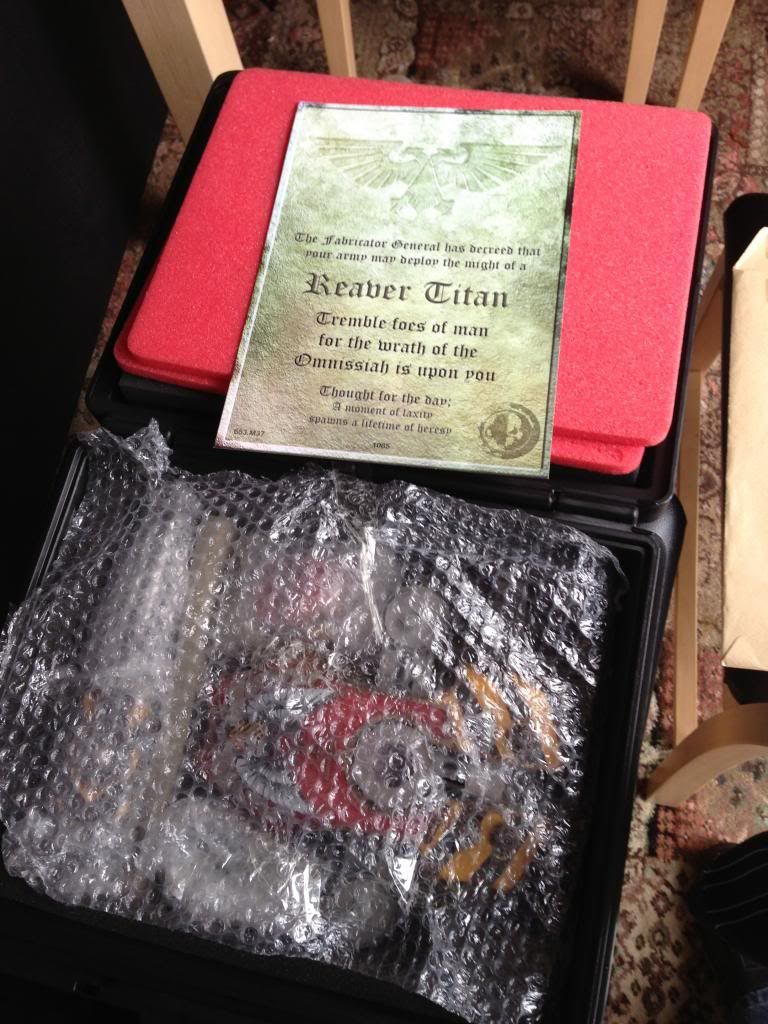 The Fabricator General has decreed that
your army may deploy the might of a
Reaver Titan
Tremble foes of man
for the wrath of the
Omnissiah is upon you
Thought for the day;
A moment of laxity
spawns a lifetime of heresy
653.M37
1065